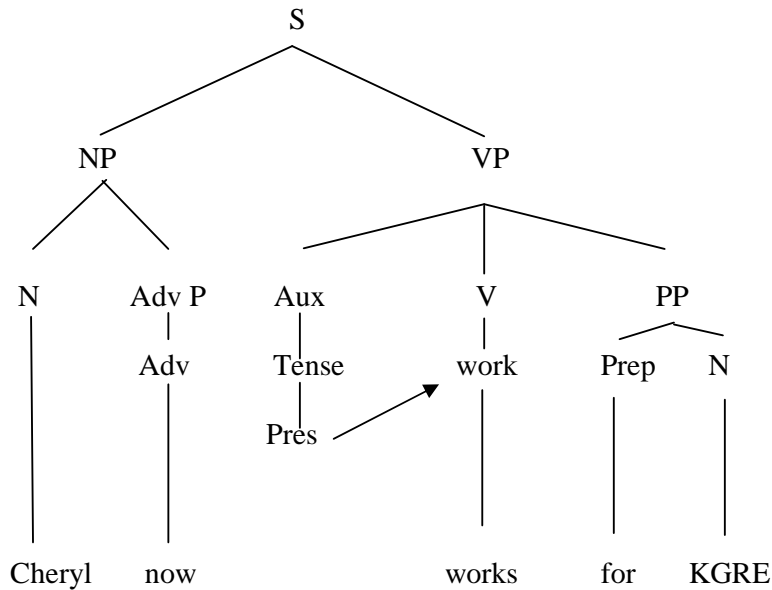 S
NP VP
N Adv P Aux V PP
Adv Tense work Prep N
Pres
Cheryl now works for KGRE